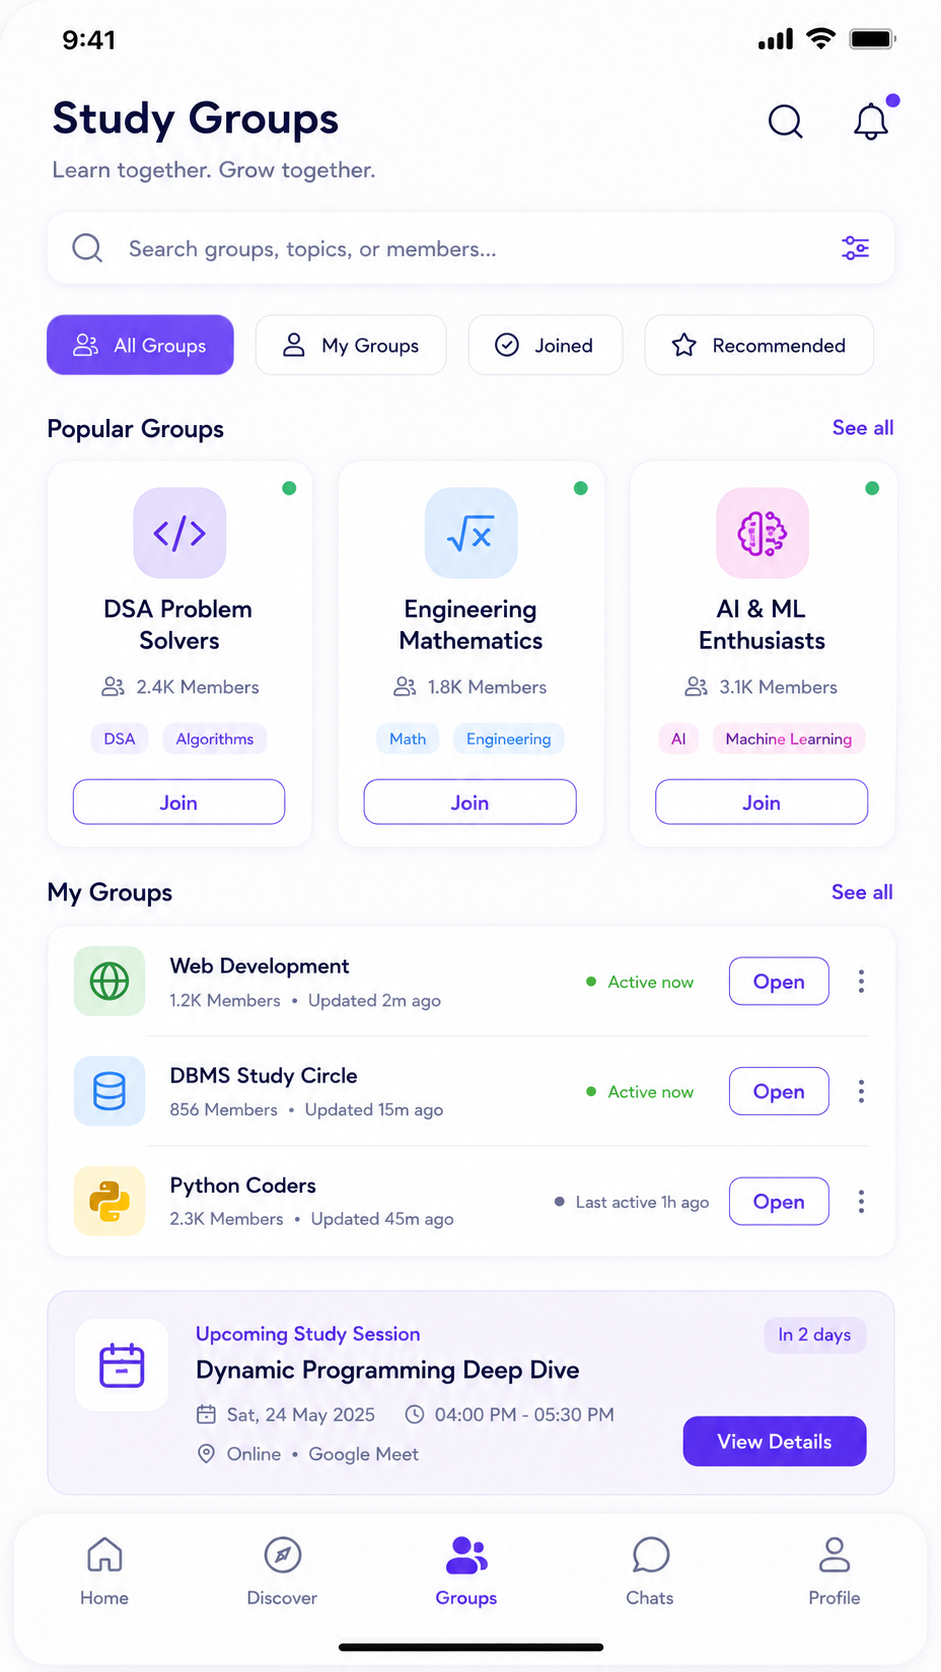 9:41
Study Groups
Learn together. Grow together.
Search groups, topics, or members...
All Groups
My Groups
Joined
Recommended
Popular Groups
See all
DSA Problem
Solvers
2.4K Members
DSA
Algorithms
Join
Engineering
Mathematics
1.8K Members
Math
Engineering
Join
AI & ML
Enthusiasts
3.1K Members
AI
Machine Learning
Join
My Groups
See all
Web Development
1.2K Members • Updated 2m ago
Active now
Open
DBMS Study Circle
856 Members • Updated 15m ago
Active now
Open
Python Coders
2.3K Members • Updated 45m ago
Last active 1h ago
Open
Upcoming Study Session
In 2 days
Dynamic Programming Deep Dive
Sat, 24 May 2025
04:00 PM - 05:30 PM
Online • Google Meet
View Details
Home
Discover
Groups
Chats
Profile